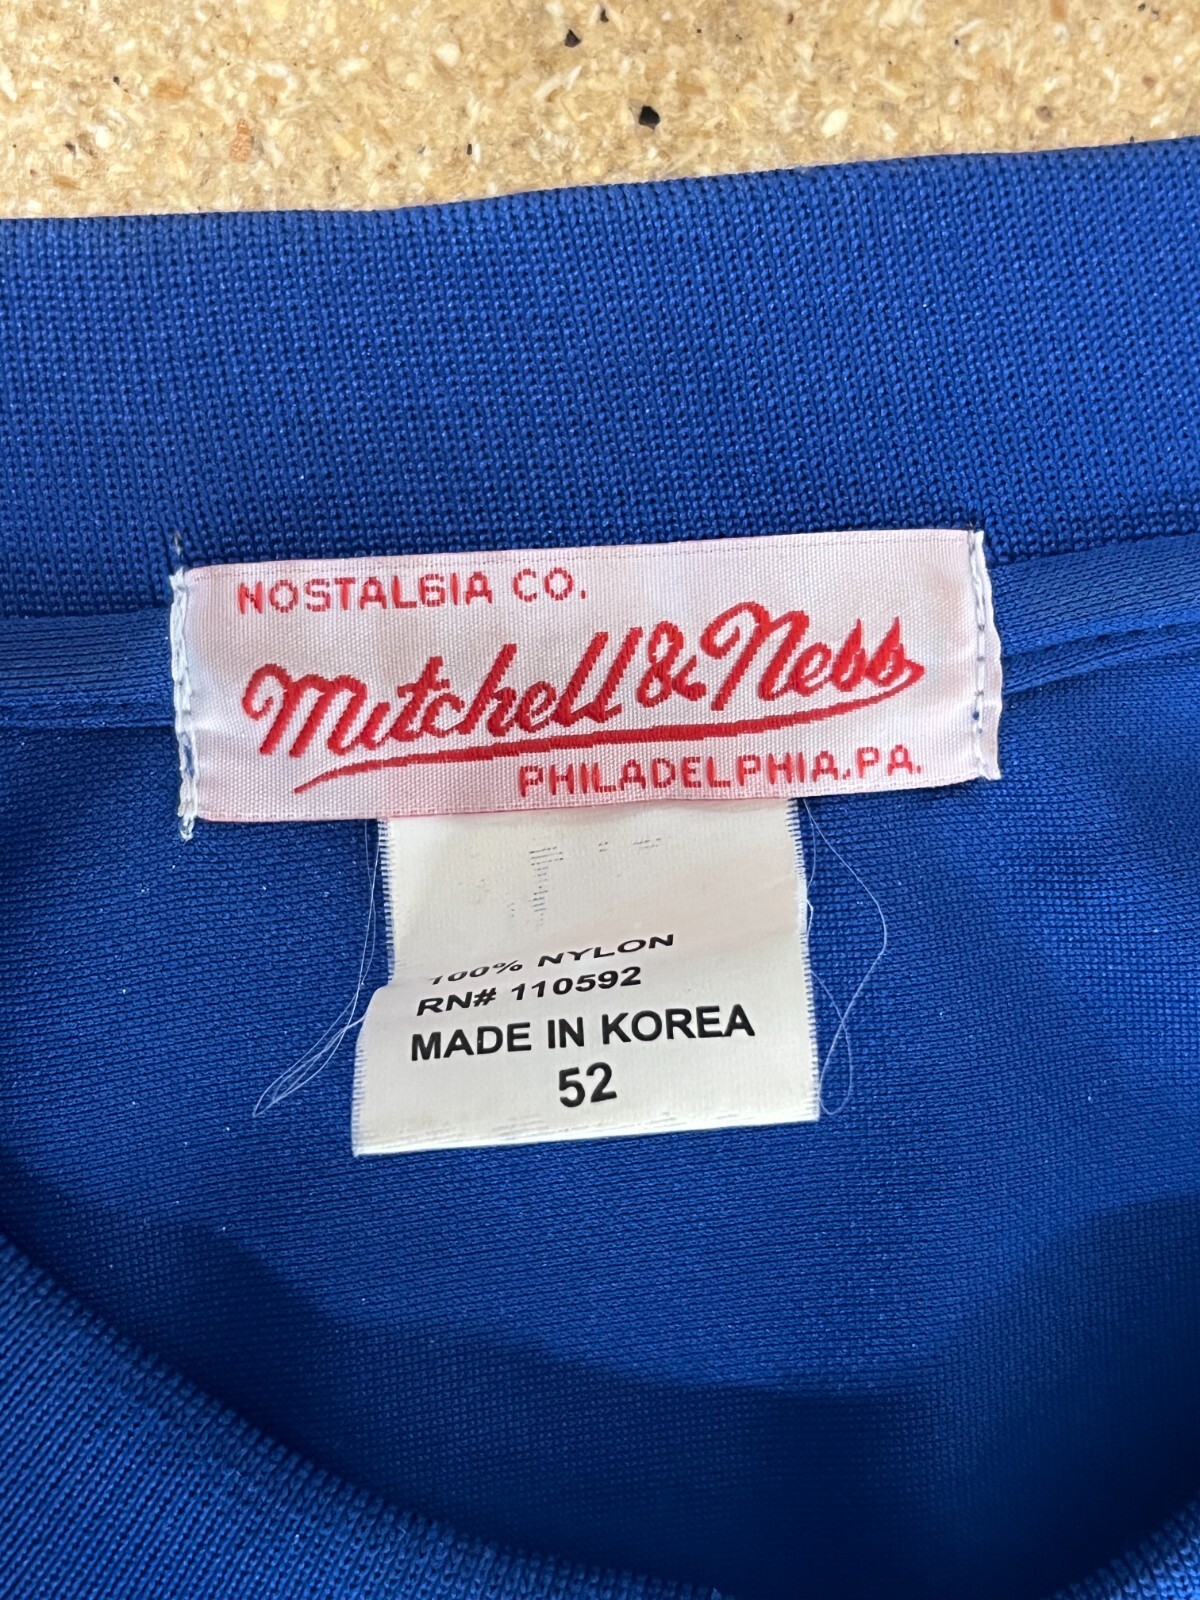 NOSTALGIA CO.
Mitchell & Ness
PHILADELPHIA, PA.
100% NYLON
RN# 110592
MADE IN KOREA
52